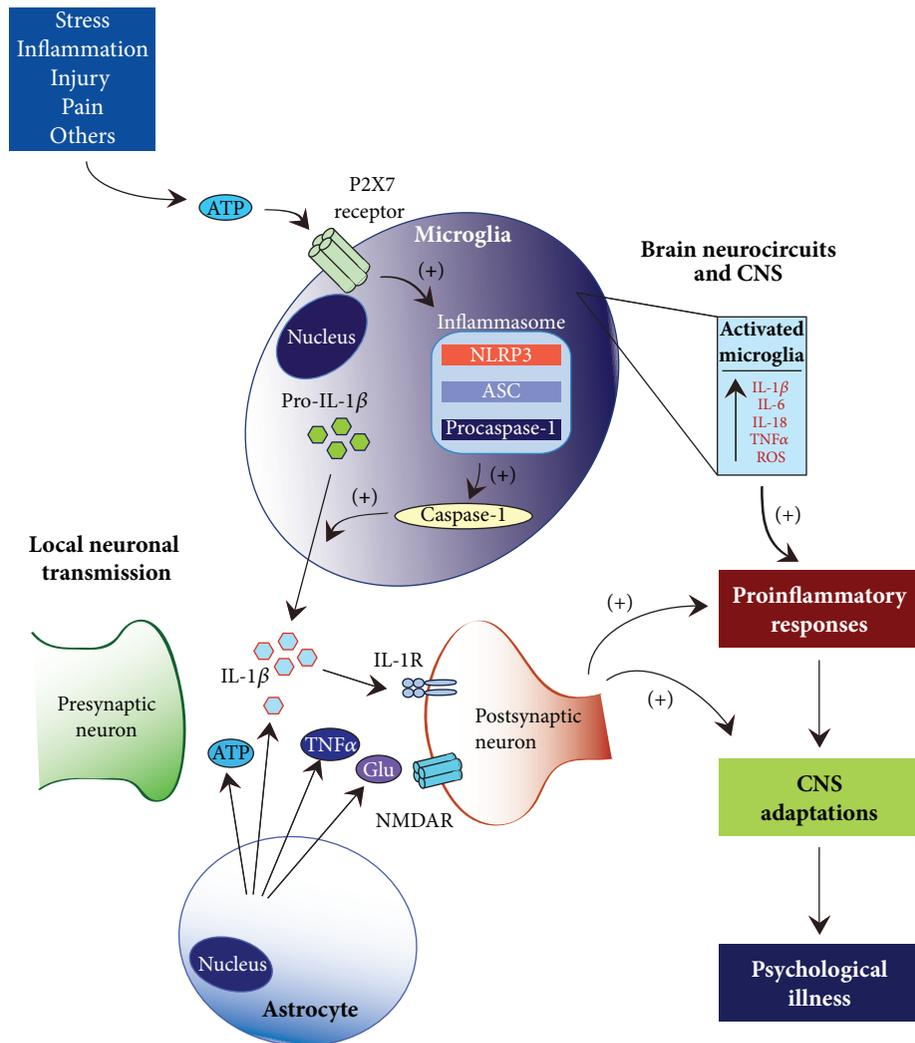 Stress
Inflammation
Injury
Pain
Others
ATP
P2X7
receptor
Microglia
(+)
Nucleus
Inflammasome
NLRP3
ASC
Procaspase-1
Pro-IL-1β
(+)
(+)
Caspase-1
Brain neurocircuits
and CNS
Activated
microglia
IL-1β
IL-6
IL-18
TNFα
ROS
(+)
Local neuronal
transmission
Presynaptic
neuron
IL-1β
IL-1R
Postsynaptic
neuron
(+)
(+)
Proinflammatory
responses
ATP
TNFα
Glu
NMDAR
CNS
adaptations
Nucleus
Astrocyte
Psychological
illness